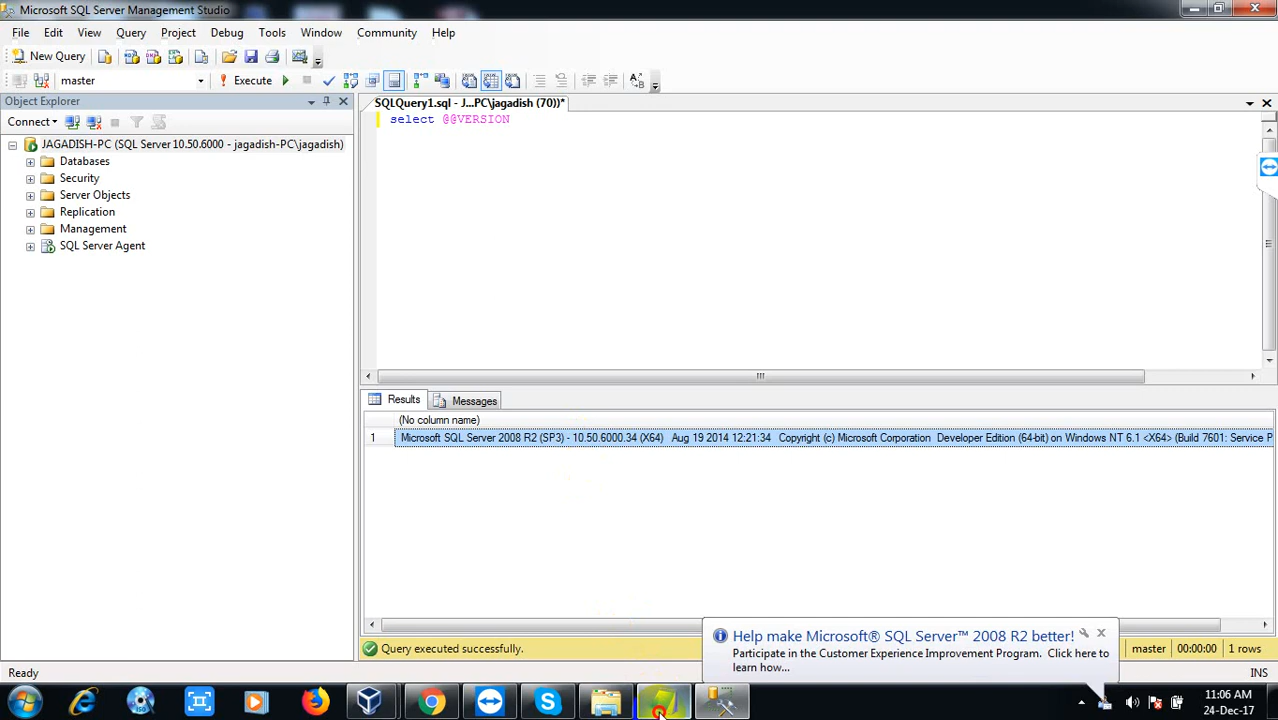 Microsoft SQL Server Management Studio
File Edit View Query Project Debug Tools Window Community Help
New Query
master Execute
Object Explorer
SQLQuery1.sql - J...PC\jagadish (70))*
Connect
select @@VERSION
JAGADISH-PC (SQL Server 10.50.6000 - jagadish-PC\jagadish)
Databases
Security
Server Objects
Replication
Management
SQL Server Agent
Results Messages
(No column name)
1 Microsoft SQL Server 2008 R2 (SP3) - 10.50.6000.34 (X64) Aug 19 2014 12:21:34 Copyright (c) Microsoft Corporation Developer Edition (64-bit) on Windows NT 6.1 <X64> (Build 7601: Service P
Help make Microsoft® SQL Server™ 2008 R2 better!
Participate in the Customer Experience Improvement Program. Click here to
learn how...
Query executed successfully. master 00:00:00 1 rows
Ready INS
11:06 AM
24-Dec-17